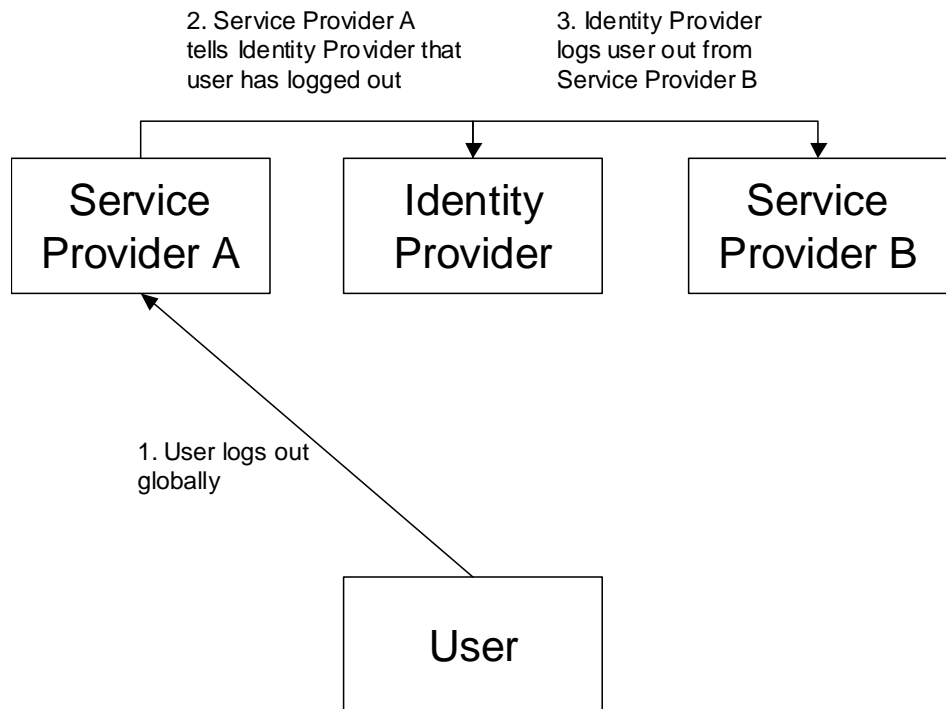 2. Service Provider A
tells Identity Provider that
user has logged out
3. Identity Provider
logs user out from
Service Provider B
Service
Provider A
Identity
Provider
Service
Provider B
1. User logs out
globally
User